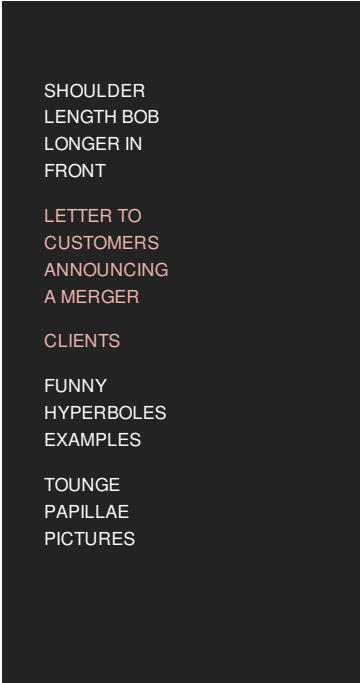 SHOULDER
LENGTH BOB
LONGER IN
FRONT
LETTER TO
CUSTOMERS
ANNOUNCING
A MERGER
CLIENTS
FUNNY
HYPERBOLES
EXAMPLES
TOUNGE
PAPILLAE
PICTURES